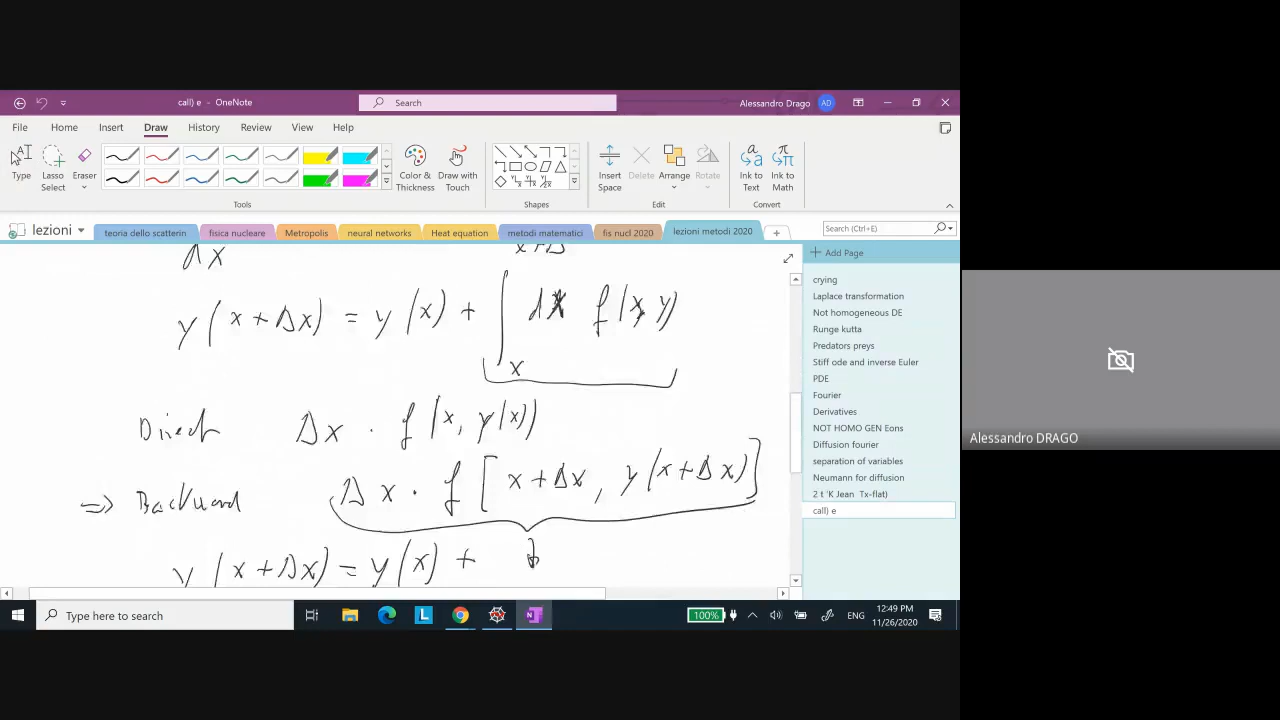 call) e - OneNote
Search
Alessandro Drago
AD
File Home Insert Draw History Review View Help
Type
Lasso Select
Eraser
Color & Thickness
Draw with Touch
Insert Space
Delete
Arrange
Rotate
Ink to Text
Ink to Math
Tools
Shapes
Edit
Convert
lezioni
teoria dello scatterin
fisica nucleare
Metropolis
neural networks
Heat equation
metodi matematici
fis nucl 2020
lezioni metodi 2020
Search (Ctrl+E)
Add Page
crying
Laplace transformation
Not homogeneous DE
Runge kutta
Predators preys
Stiff ode and inverse Euler
PDE
Fourier
Derivatives
NOT HOMO GEN Eons
Diffusion fourier
separation of variables
Neumann for diffusion
2 t 'K Jean Tx-flat)
call) e
dx
x+Δ
y(x+Δx) = y(x) + ∫ dx f(x,y)
x
Direct Δx · f(x, y(x))
⇒ Backward Δx · f[x+Δx, y(x+Δx)]
y(x+Δx) = y(x) + ↓
Alessandro DRAGO
Type here to search
100%
ENG
12:49 PM
11/26/2020